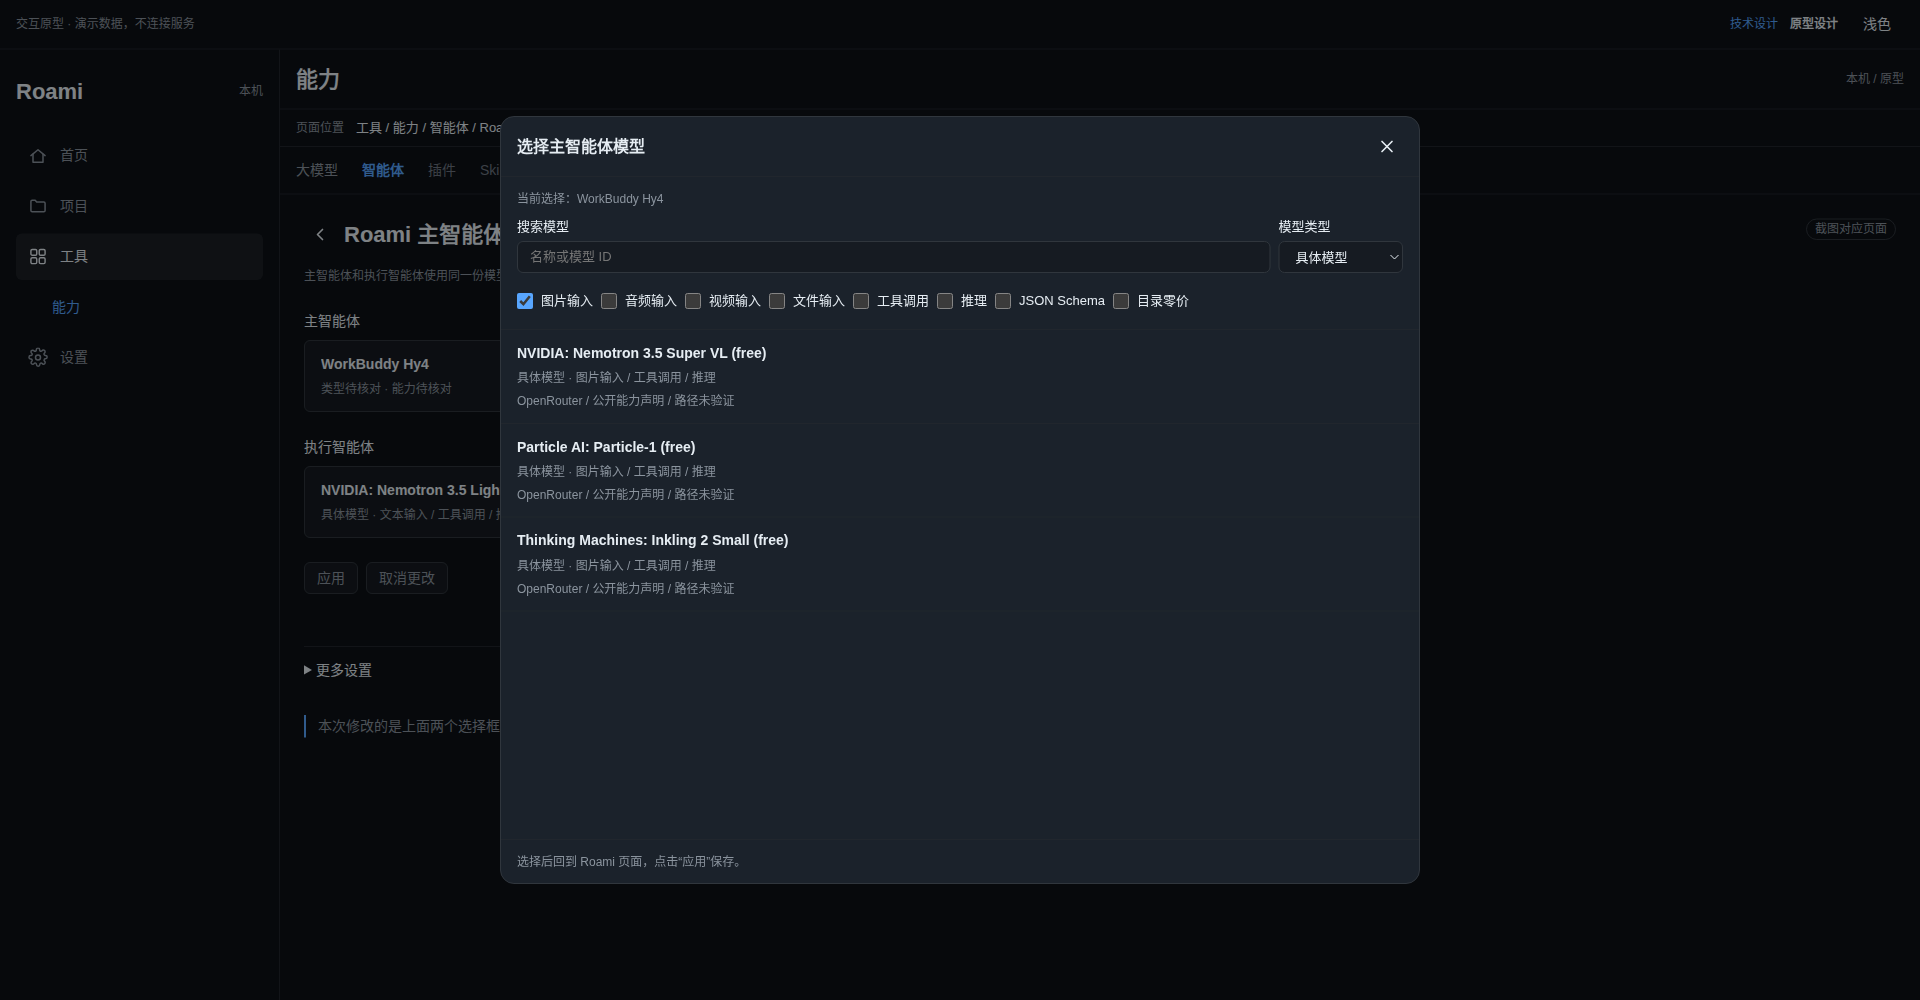 交互原型 · 演示数据，不连接服务
技术设计 原型设计 浅色
Roami 本机
首页
项目
工具
能力
设置
能力
本机 / 原型
页面位置 工具 / 能力 / 智能体 / Roa
大模型 智能体 插件 Ski
Roami 主智能体
截图对应页面
主智能体和执行智能体使用同一份模
主智能体
WorkBuddy Hy4
类型待核对 · 能力待核对
执行智能体
NVIDIA: Nemotron 3.5 Ligh
具体模型 · 文本输入 / 工具调用 /
应用 取消更改
更多设置
本次修改的是上面两个选择框
选择主智能体模型
当前选择：WorkBuddy Hy4
搜索模型 模型类型
名称或模型 ID 具体模型
图片输入 音频输入 视频输入 文件输入 工具调用 推理 JSON Schema 目录零价
NVIDIA: Nemotron 3.5 Super VL (free)
具体模型 · 图片输入 / 工具调用 / 推理
OpenRouter / 公开能力声明 / 路径未验证
Particle AI: Particle-1 (free)
具体模型 · 图片输入 / 工具调用 / 推理
OpenRouter / 公开能力声明 / 路径未验证
Thinking Machines: Inkling 2 Small (free)
具体模型 · 图片输入 / 工具调用 / 推理
OpenRouter / 公开能力声明 / 路径未验证
选择后回到 Roami 页面，点击“应用”保存。